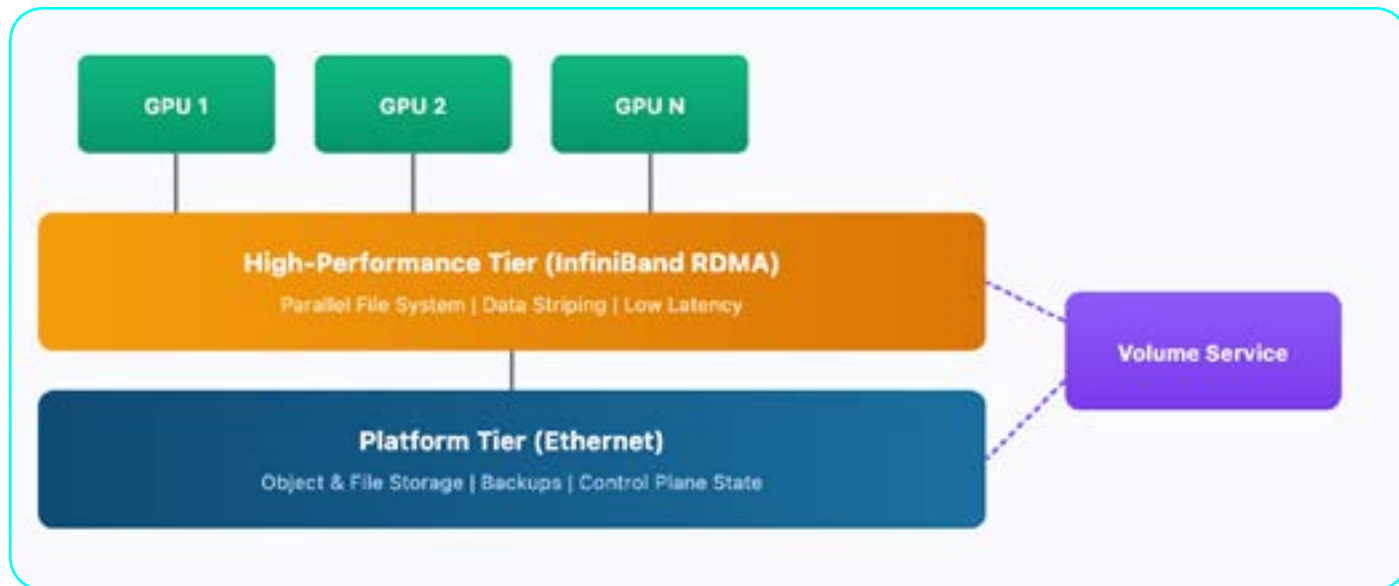 GPU 1
GPU 2
GPU N
High-Performance Tier (InfiniBand RDMA)
Parallel File System | Data Striping | Low Latency
Volume Service
Platform Tier (Ethernet)
Object & File Storage | Backups | Control Plane State